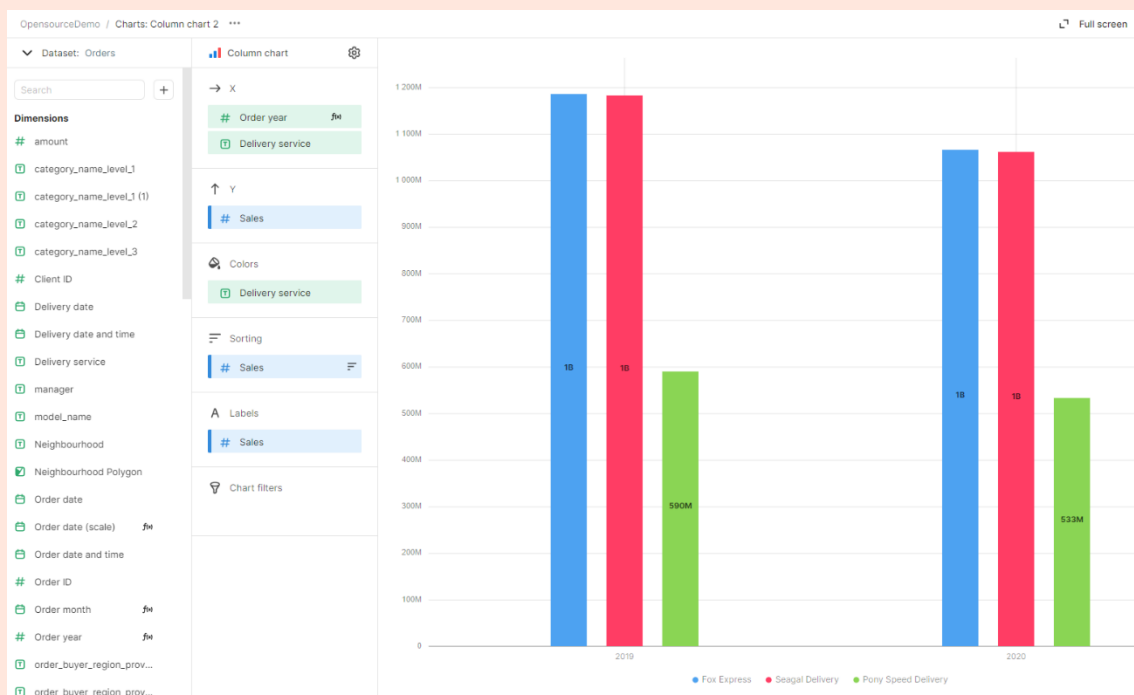 OpensourceDemo / Charts: Column chart 2 ···
Full screen
Dataset: Orders
Search
+
Dimensions
# amount
T category_name_level_1
T category_name_level_1 (1)
T category_name_level_2
T category_name_level_3
# Client ID
Delivery date
Delivery date and time
T Delivery service
T manager
T model_name
T Neighbourhood
Neighbourhood Polygon
Order date
Order date (scale) f(x)
Order date and time
# Order ID
Order month f(x)
# Order year f(x)
T order_buyer_region_prov...
T order_buyer_region_prov...
Column chart
X
# Order year f(x)
T Delivery service
Y
# Sales
Colors
T Delivery service
Sorting
# Sales
A Labels
# Sales
Chart filters
1 200M
1 100M
1 000M
900M
800M
700M
600M
500M
400M
300M
200M
100M
0
1B
1B
590M
1B
1B
533M
2019
2020
Fox Express
Seagal Delivery
Pony Speed Delivery